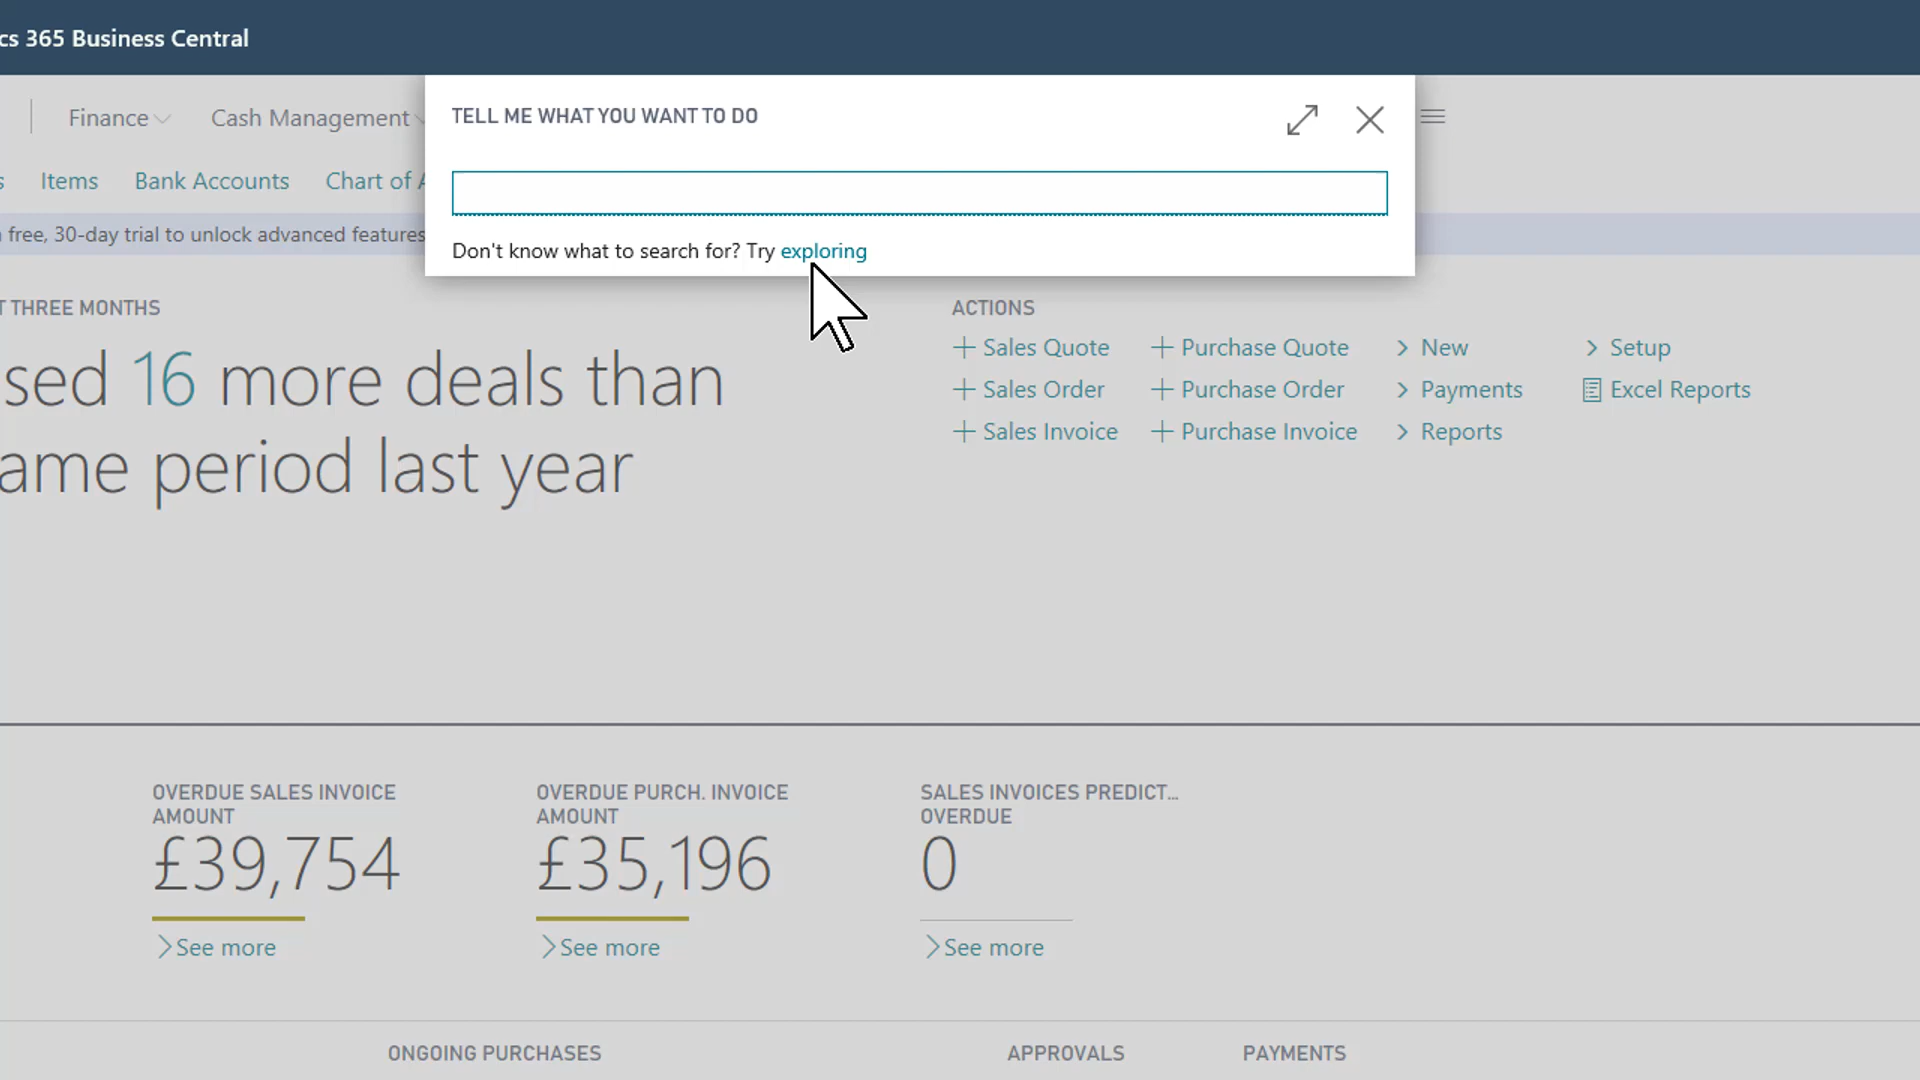 cs 365 Business Central
Finance
Cash Management
TELL ME WHAT YOU WANT TO DO
s
Items
Bank Accounts
Chart of A
free, 30-day trial to unlock advanced features
Don't know what to search for? Try exploring
T THREE MONTHS
sed 16 more deals than
ame period last year
ACTIONS
Sales Quote
Purchase Quote
New
Setup
Sales Order
Purchase Order
Payments
Excel Reports
Sales Invoice
Purchase Invoice
Reports
OVERDUE SALES INVOICE
AMOUNT
£39,754
See more
OVERDUE PURCH. INVOICE
AMOUNT
£35,196
See more
SALES INVOICES PREDICT...
OVERDUE
0
See more
ONGOING PURCHASES
APPROVALS
PAYMENTS